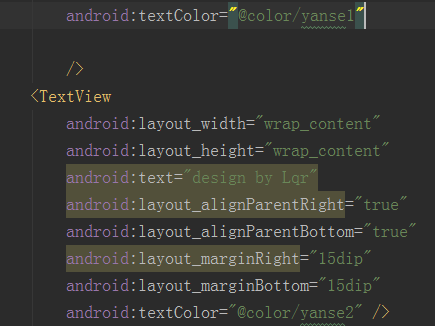 android:textColor="@color/yanse1"
/>
<TextView
android:layout_width="wrap_content"
android:layout_height="wrap_content"
android:text="design by Lqr"
android:layout_alignParentRight="true"
android:layout_alignParentBottom="true"
android:layout_marginRight="15dip"
android:layout_marginBottom="15dip"
android:textColor="@color/yanse2" />